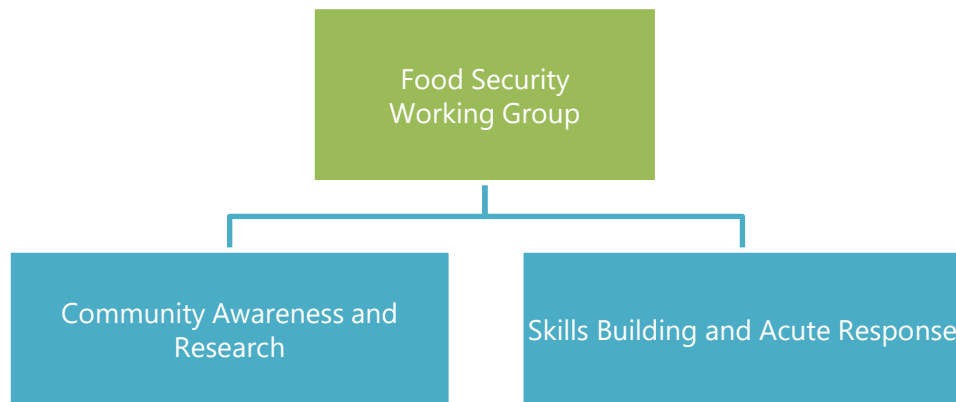 Food Security
Working Group
Community Awareness and
Research
Skills Building and Acute Response